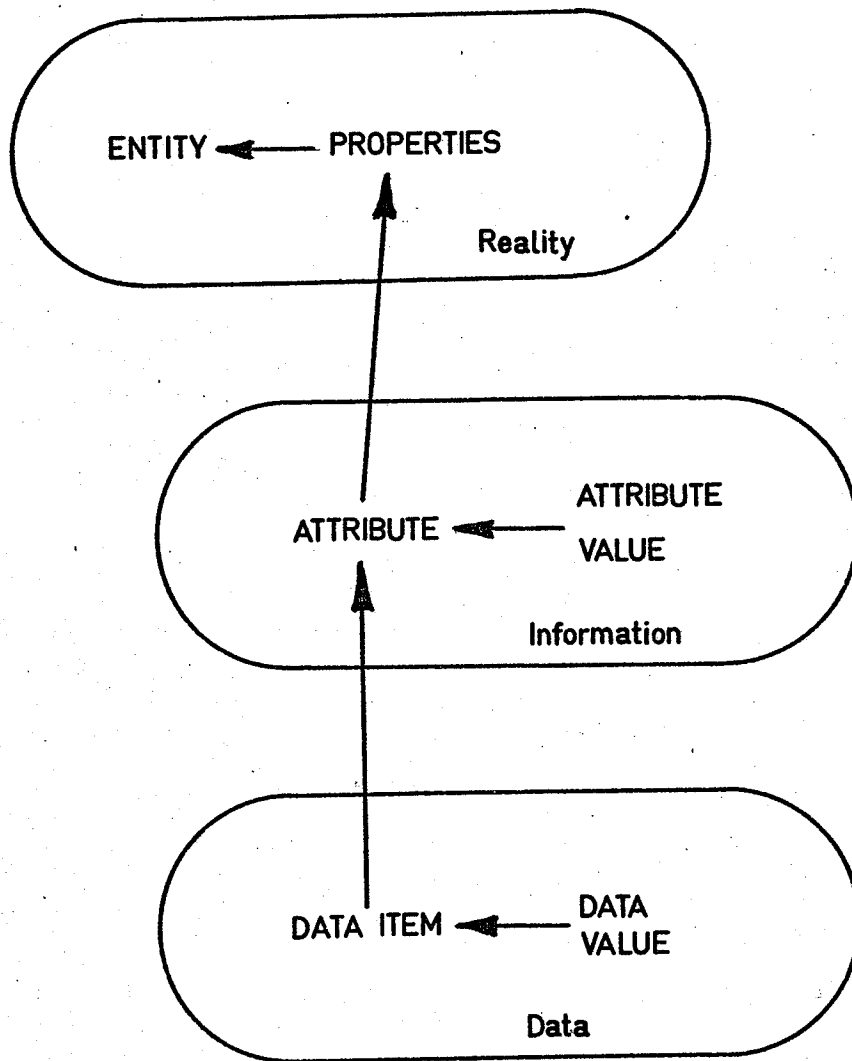 ENTITY PROPERTIES
Reality
ATTRIBUTE
ATTRIBUTE
VALUE
Information
DATA ITEM
DATA
VALUE
Data